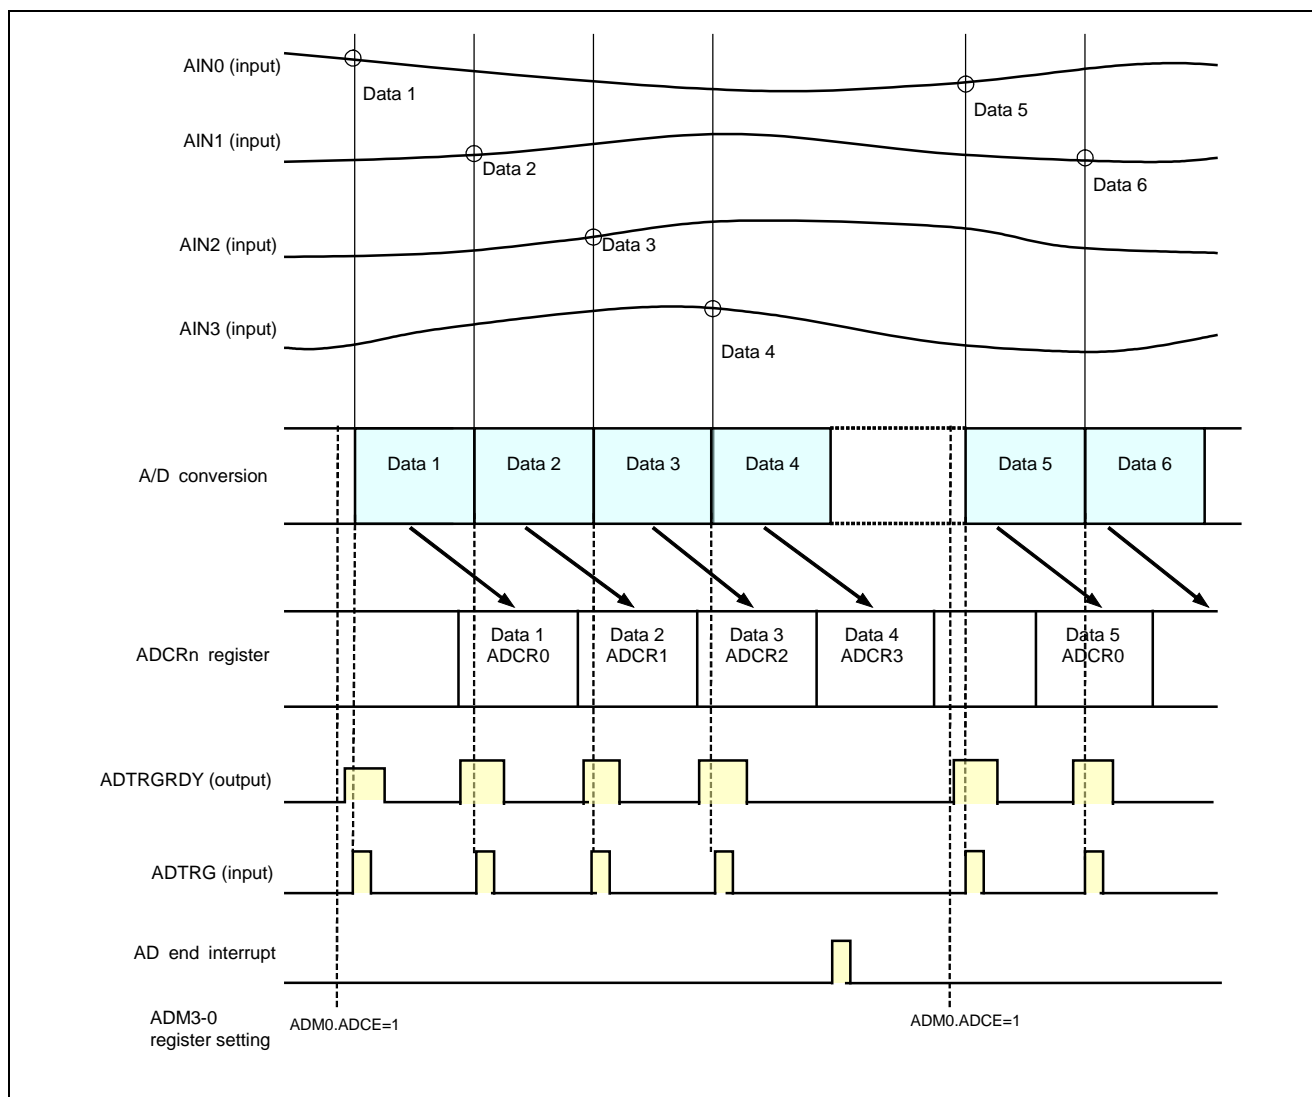 AIN0 (input)
Data 1
Data 5
AIN1 (input)
Data 2
Data 6
AIN2 (input)
Data 3
AIN3 (input)
Data 4
A/D conversion
Data 1
Data 2
Data 3
Data 4
Data 5
Data 6
ADCRn register
Data 1
ADCR0
Data 2
ADCR1
Data 3
ADCR2
Data 4
ADCR3
Data 5
ADCR0
ADTRGRDY (output)
ADTRG (input)
AD end interrupt
ADM3-0
register setting
ADM0.ADCE=1
ADM0.ADCE=1